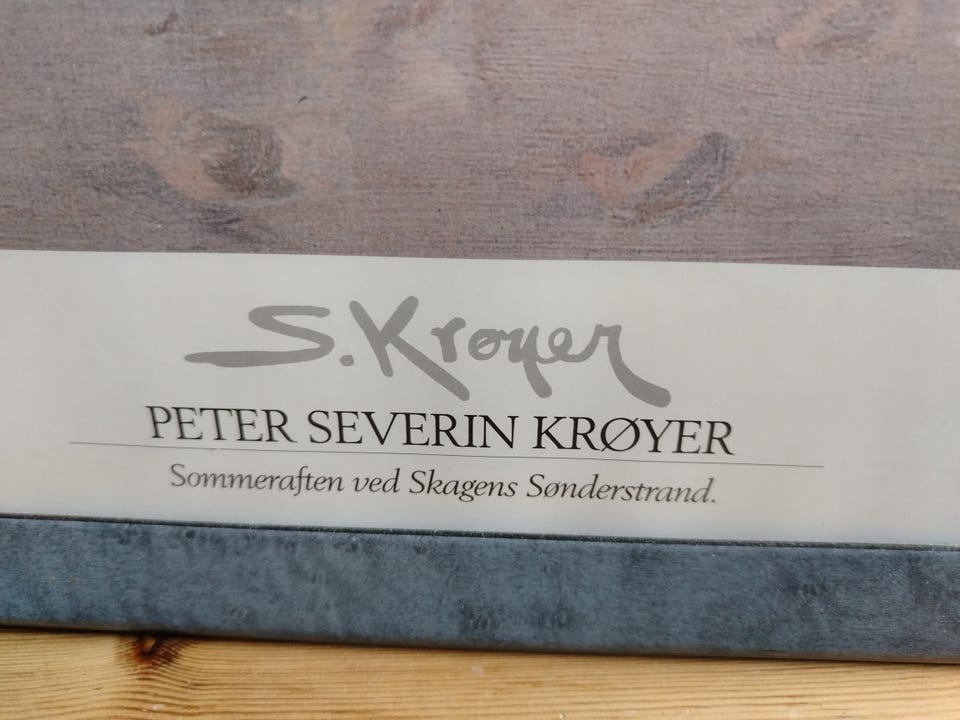 S. Krøyer
PETER SEVERIN KRØYER
Sommeraften ved Skagens Sønderstrand.